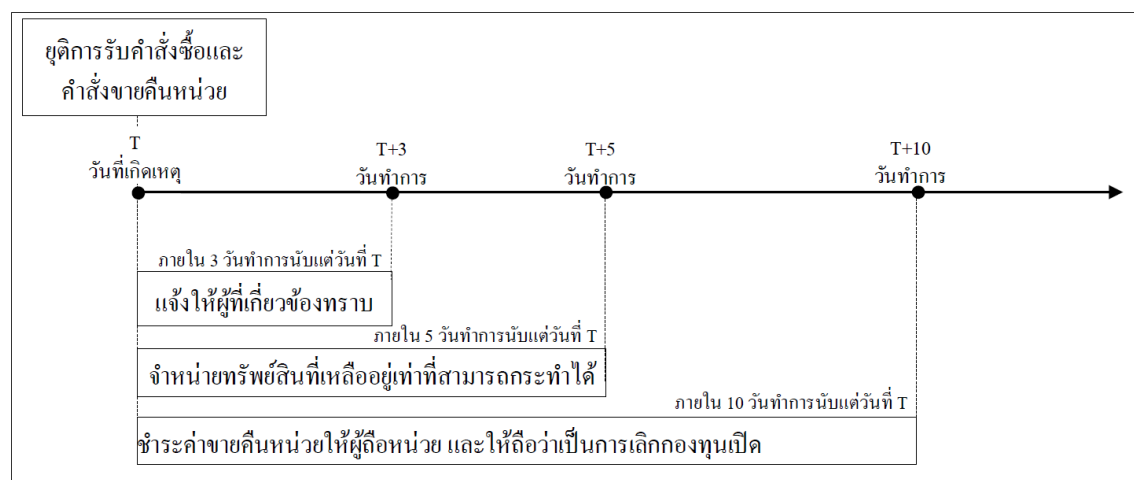 ยุติการรับคำสั่งซื้อและ
คำสั่งขายคืนหน่วย
T
วันที่เกิดเหตุ
T+3
วันทำการ
T+5
วันทำการ
T+10
วันทำการ
ภายใน 3 วันทำการนับแต่วันที่ T
แจ้งให้ผู้ที่เกี่ยวข้องทราบ
ภายใน 5 วันทำการนับแต่วันที่ T
จำหน่ายทรัพย์สินที่เหลืออยู่เท่าที่สามารถกระทำได้
ภายใน 10 วันทำการนับแต่วันที่ T
ชำระค่าขายคืนหน่วยให้ผู้ถือหน่วย และให้ถือว่าเป็นการเลิกกองทุนเปิด